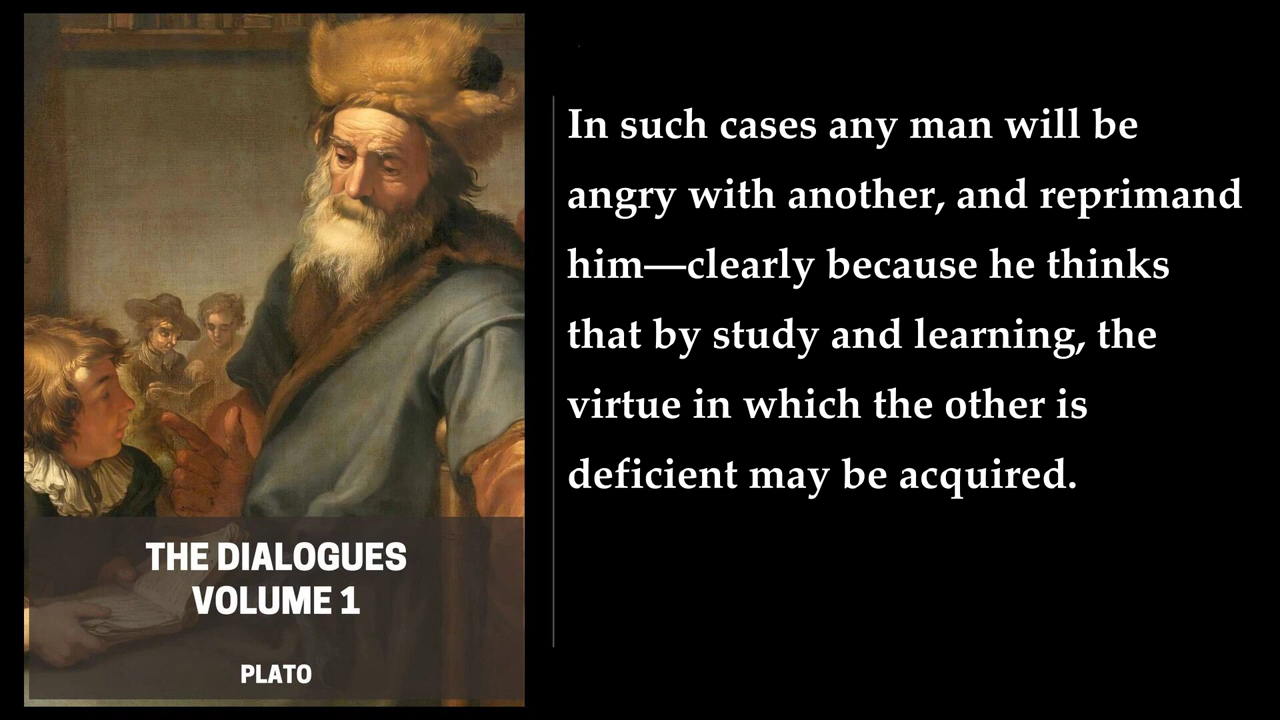 THE DIALOGUES
VOLUME 1
PLATO
In such cases any man will be
angry with another, and reprimand
him—clearly because he thinks
that by study and learning, the
virtue in which the other is
deficient may be acquired.